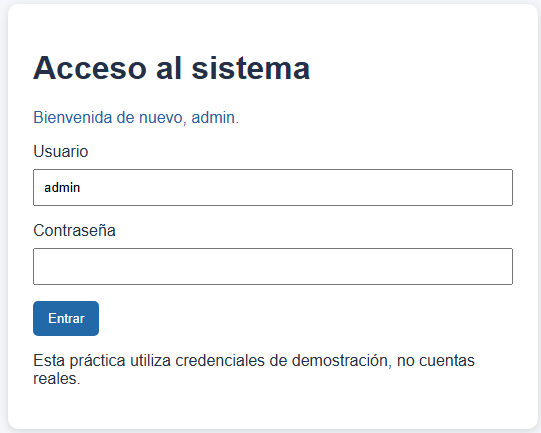 Acceso al sistema
Bienvenida de nuevo, admin.
Usuario
admin
Contraseña
Entrar
Esta práctica utiliza credenciales de demostración, no cuentas
reales.